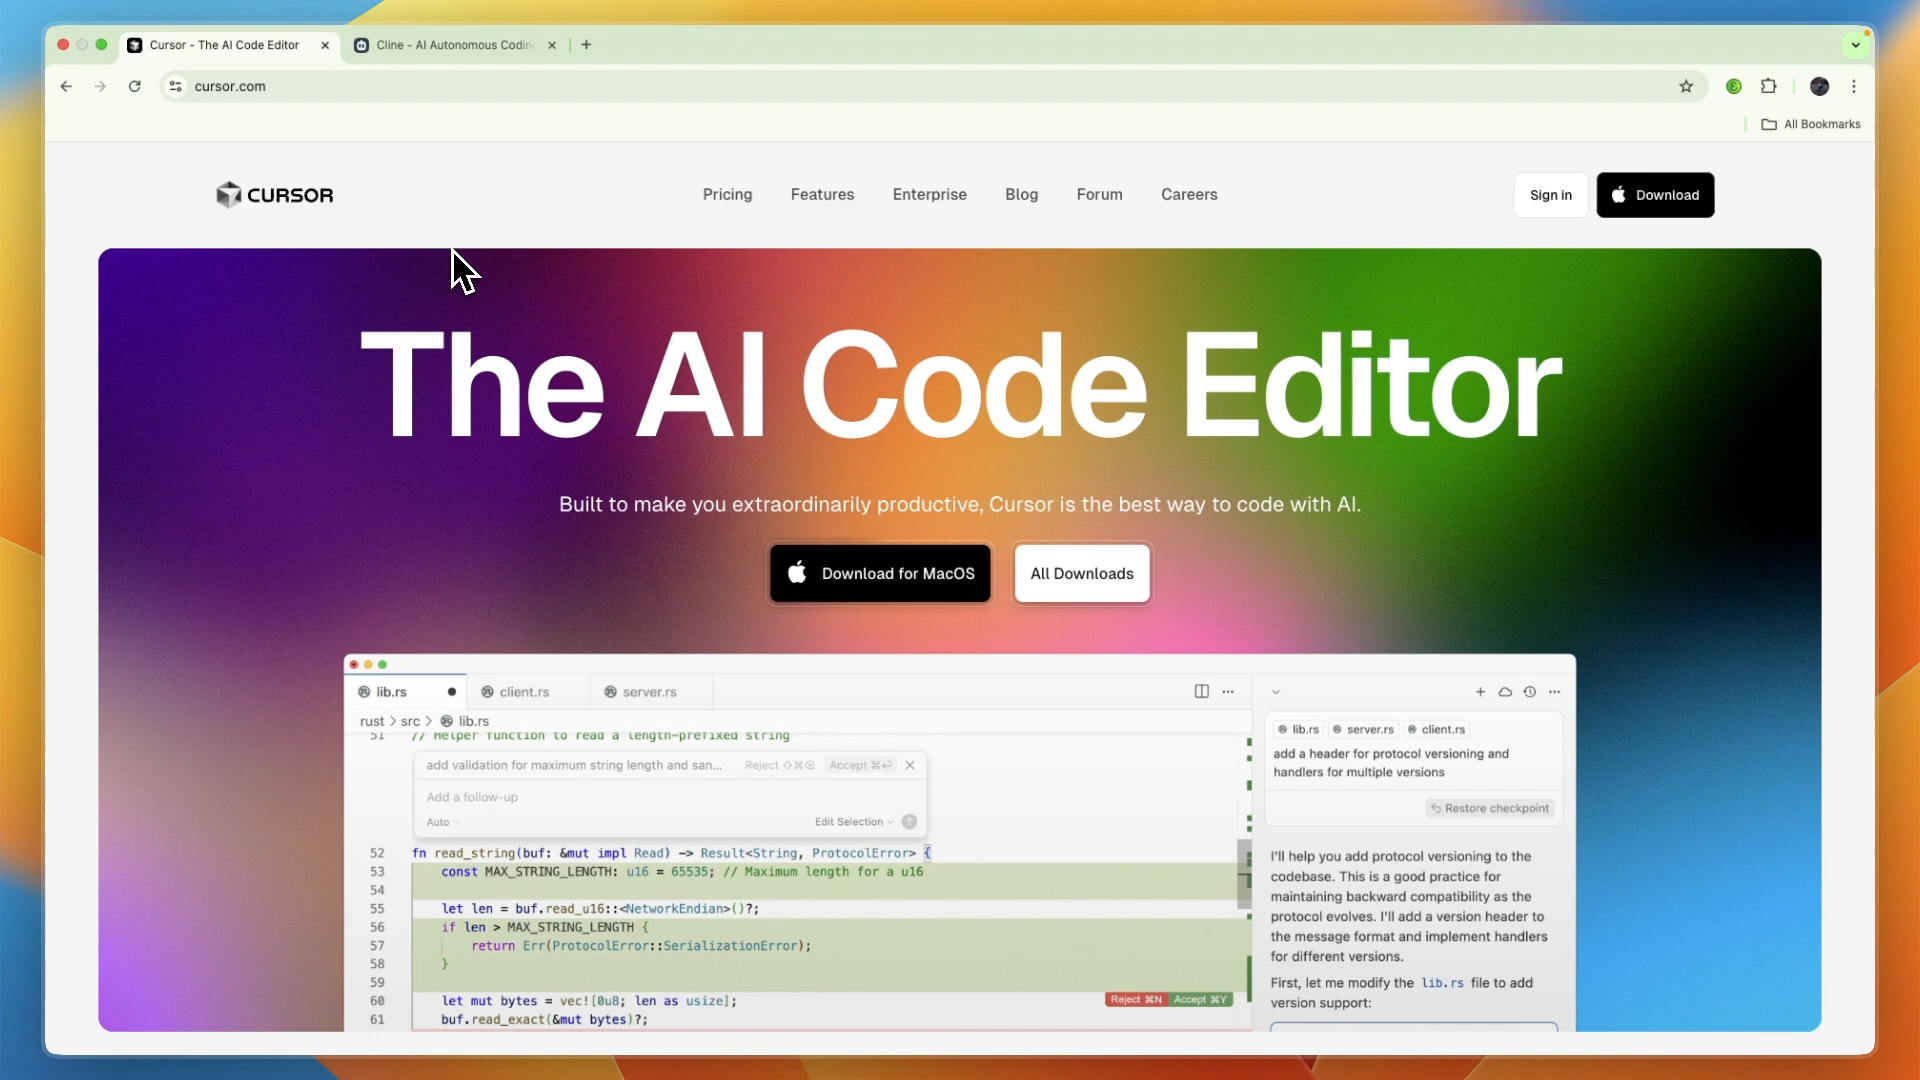 Cursor - The AI Code Editor
Cline - AI Autonomous Coding
cursor.com
All Bookmarks
CURSOR
Pricing
Features
Enterprise
Blog
Forum
Careers
Sign in
Download
The AI Code Editor
Built to make you extraordinarily productive, Cursor is the best way to code with AI.
Download for MacOS
All Downloads
lib.rs
client.rs
server.rs
rust > src > lib.rs
51 // Helper function to read a length-prefixed string
add validation for maximum string length and san...
Reject ⇧⌘⌫
Accept ⌘⏎
Add a follow-up
Auto
Edit Selection
52 fn read_string(buf: &mut impl Read) -> Result<String, ProtocolError> {
53 const MAX_STRING_LENGTH: u16 = 65535; // Maximum length for a u16
54
55 let len = buf.read_u16::<NetworkEndian>()?;
56 if len > MAX_STRING_LENGTH {
57 return Err(ProtocolError::SerializationError);
58 }
59
60 let mut bytes = vec![0u8; len as usize];
Reject ⌘N
Accept ⌘Y
61 buf.read_exact(&mut bytes)?;
lib.rs
server.rs
client.rs
add a header for protocol versioning and
handlers for multiple versions
Restore checkpoint
I'll help you add protocol versioning to the
codebase. This is a good practice for
maintaining backward compatibility as the
protocol evolves. I'll add a version header to
the message format and implement handlers
for different versions.
First, let me modify the lib.rs file to add
version support: